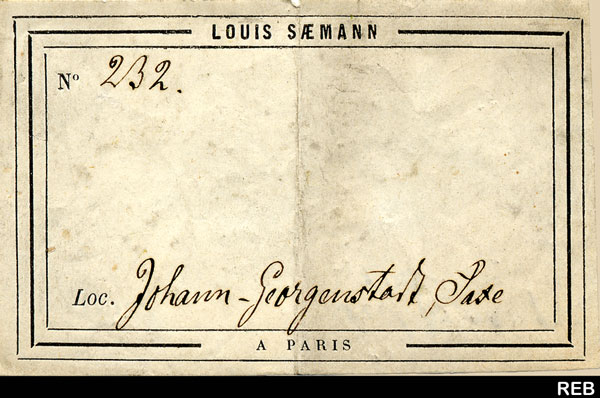 LOUIS SÆMANN
Nº 232.
Loc. Johann-Georgenstadt, Saxe
A PARIS
REB